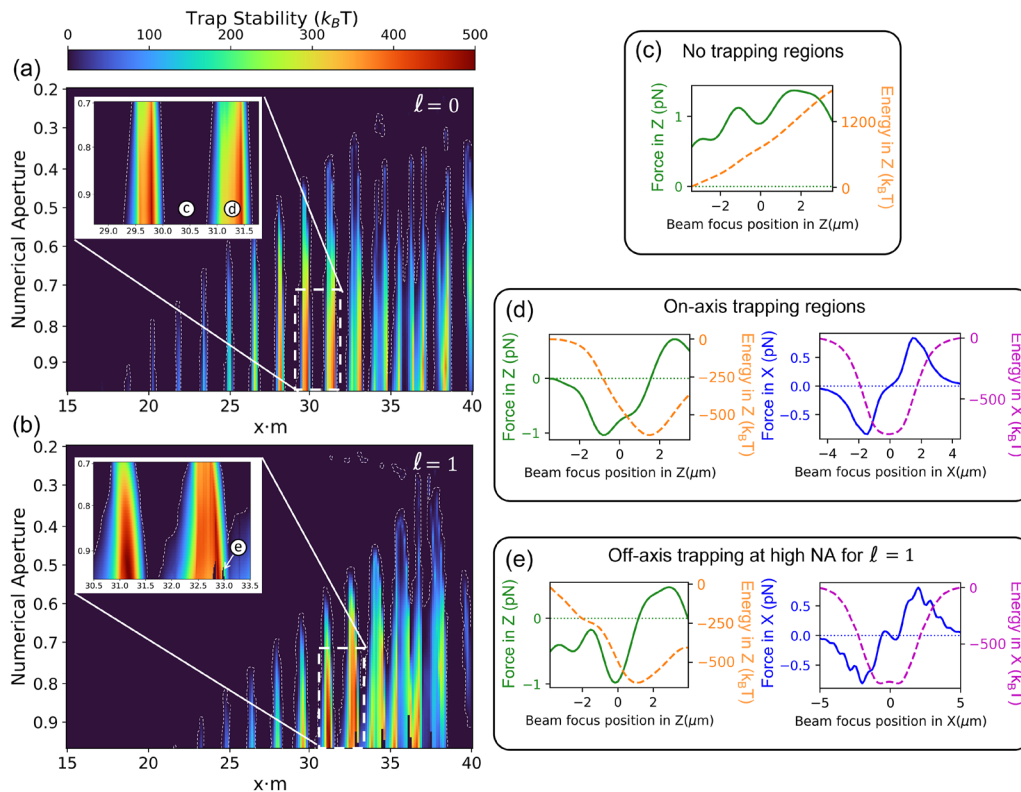 Trap Stability (k_BT)
0 100 200 300 400 500
(a)
ℓ = 0
0.2
0.3
0.4
0.5
0.6
0.7
0.8
0.9
Numerical Aperture
0.7
0.8
0.9
c d
29.0 29.5 30.0 30.5 31.0 31.5
15 20 25 30 35 40
x·m
(b)
ℓ = 1
0.2
0.3
0.4
0.5
0.6
0.7
0.8
0.9
Numerical Aperture
0.7
0.8
0.9
e
30.5 31.0 31.5 32.0 32.5 33.0 33.5
15 20 25 30 35 40
x·m
(c) No trapping regions
Force in Z (pN)
1
0
Energy in Z (k_BT)
1200
0
−2 0 2
Beam focus position in Z(μm)
(d) On-axis trapping regions
Force in Z (pN)
0
−1
Energy in Z (k_BT)
0
−250
−500
−2 0 2
Beam focus position in Z(μm)
Force in X (pN)
0.5
0.0
−0.5
Energy in X (k_BT)
0
−500
−4 −2 0 2 4
Beam focus position in X(μm)
(e) Off-axis trapping at high NA for ℓ = 1
Force in Z (pN)
0
−1
Energy in Z (k_BT)
0
−250
−500
−2 0 2
Beam focus position in Z(μm)
Force in X (pN)
0.5
0.0
−0.5
Energy in X (k_BT)
0
−500
−5 0 5
Beam focus position in X(μm)